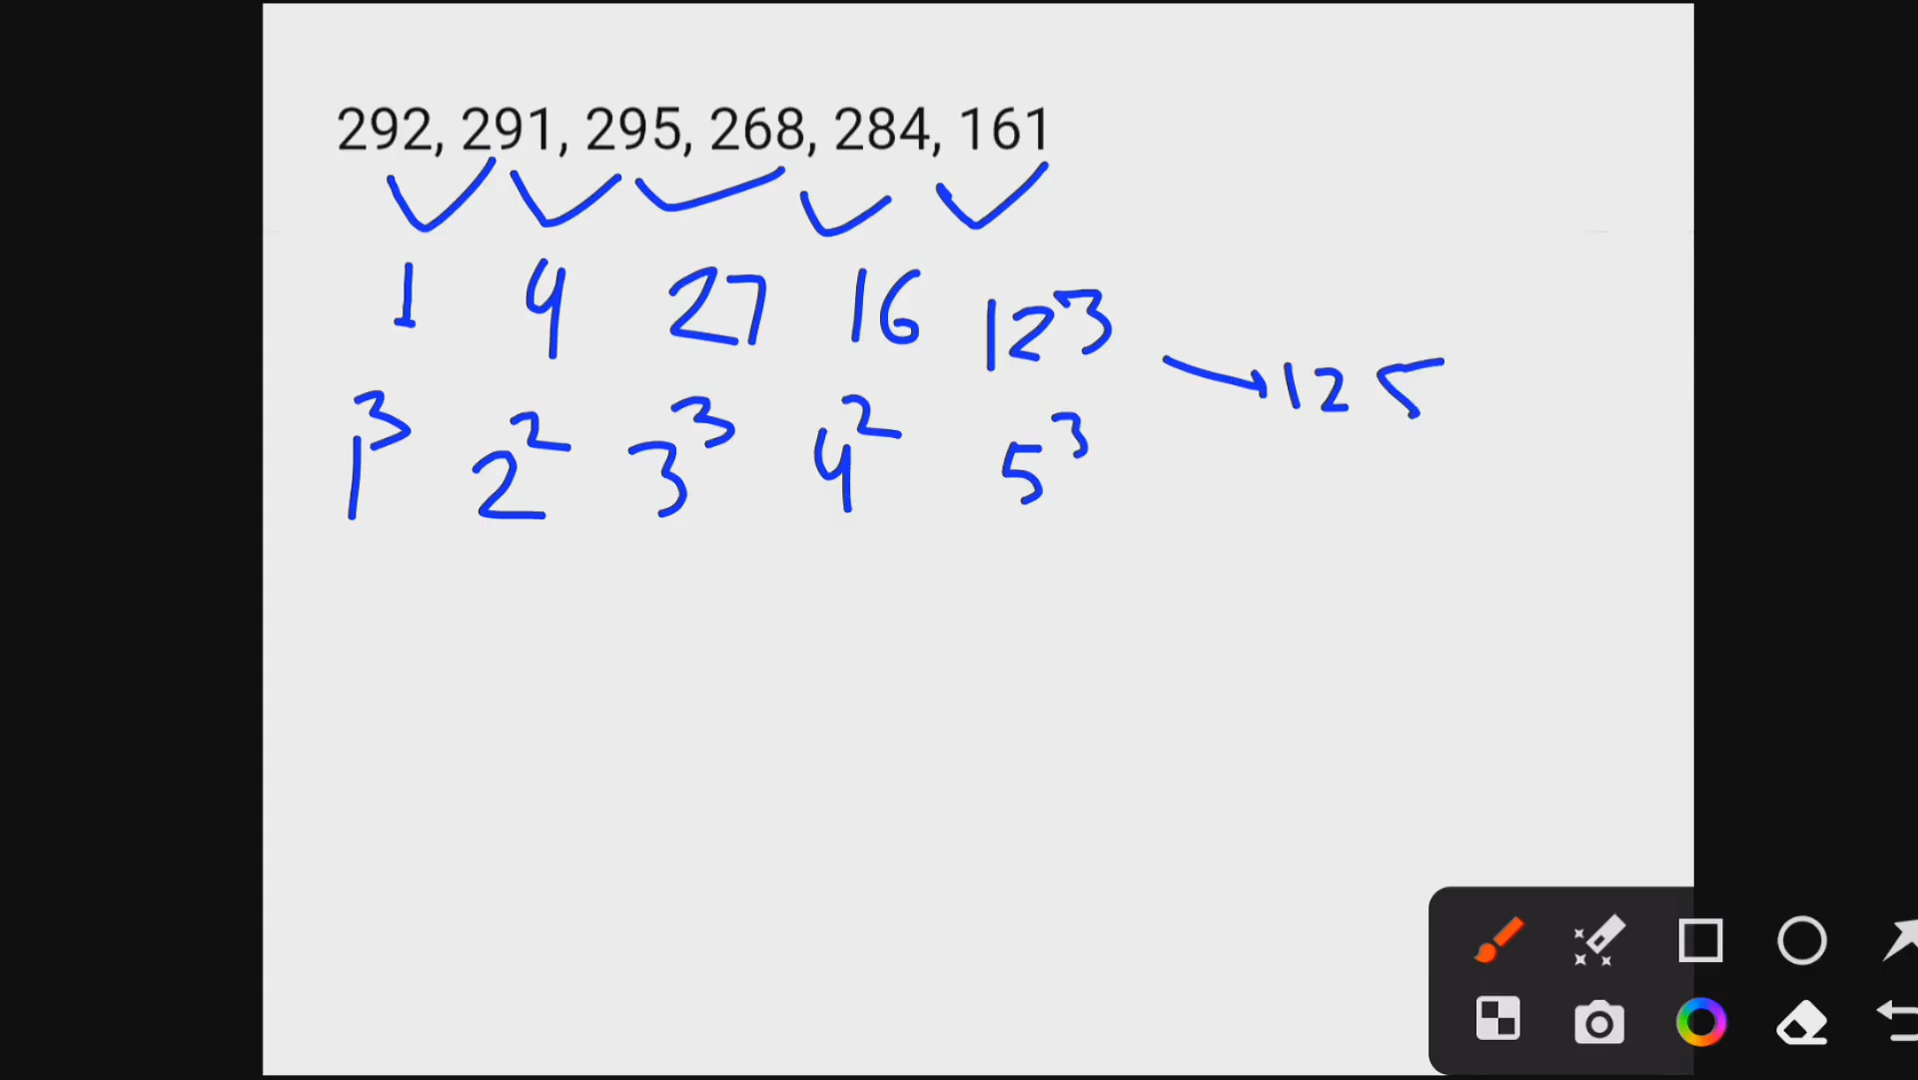 292, 291, 295, 268, 284, 161
1 4 27 16 123
125
1³ 2² 3³ 4² 5³